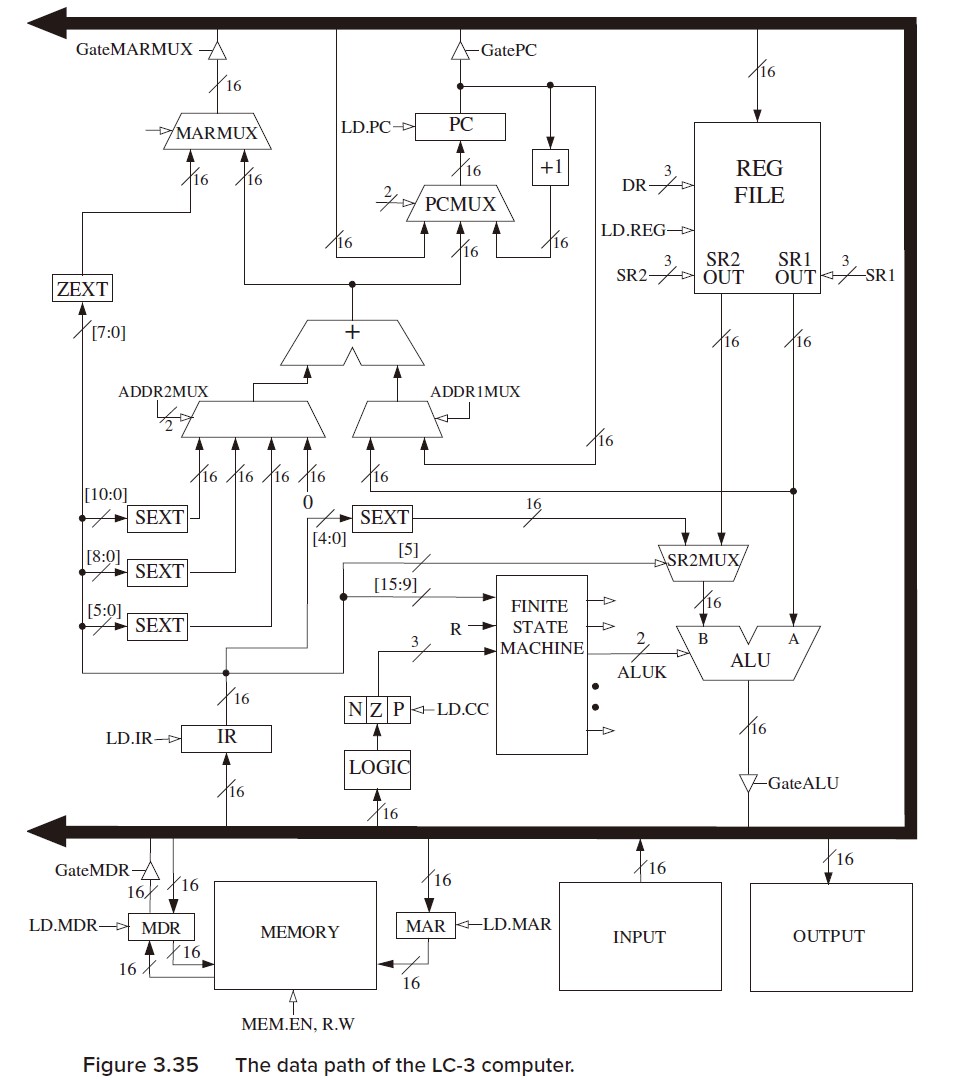 GateMARMUX
GatePC
16
16
MARMUX
LD.PC
PC
16
16
16
+1
2
PCMUX
16
16
16
REG
FILE
DR
3
LD.REG
SR2
3
SR2
OUT
SR1
OUT
3
SR1
ZEXT
[7:0]
+
16
16
ADDR2MUX
2
ADDR1MUX
16
16
16
16
16
16
0
[10:0]
SEXT
[4:0]
SEXT
16
[8:0]
SEXT
[5]
SR2MUX
[15:9]
16
[5:0]
SEXT
R
FINITE
STATE
MACHINE
3
2
ALUK
B
A
ALU
16
N Z P
LD.CC
LD.IR
IR
16
LOGIC
GateALU
16
16
GateMDR
16
16
16
16
16
LD.MDR
MDR
MEMORY
MAR
LD.MAR
INPUT
OUTPUT
16
16
16
MEM.EN, R.W
Figure 3.35 The data path of the LC-3 computer.